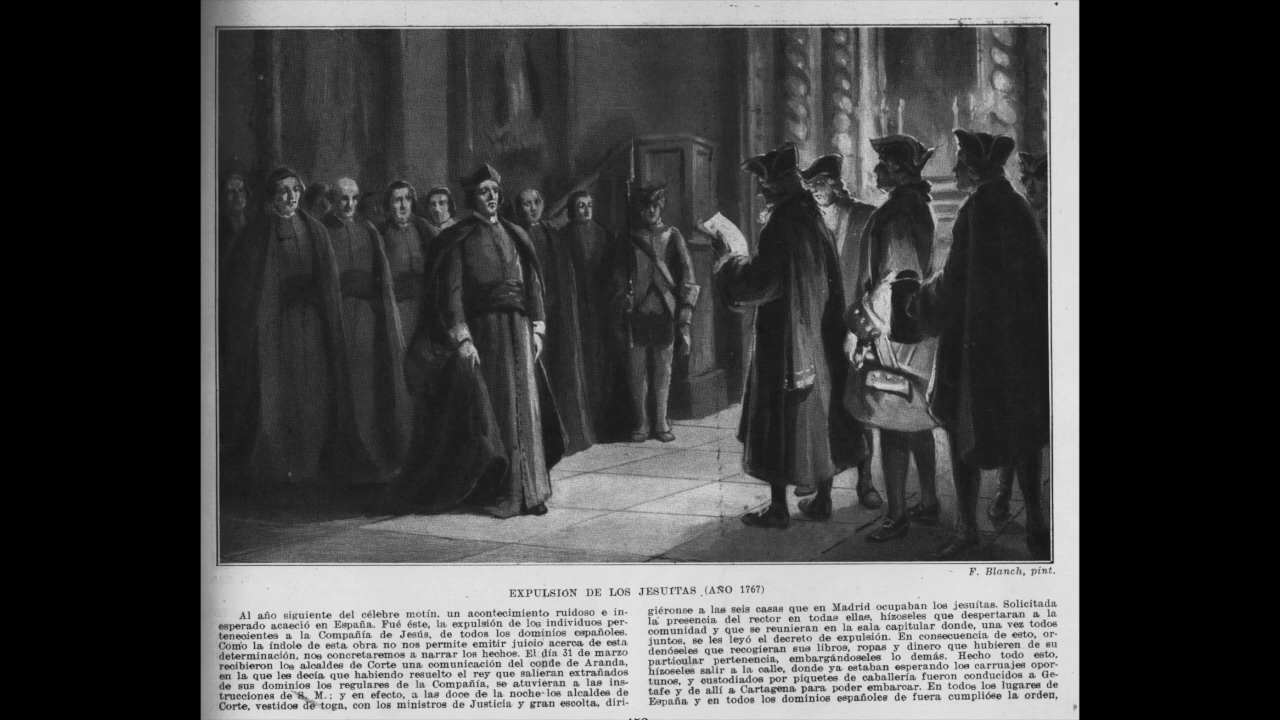 F. Blanch, pint.
EXPULSIÓN DE LOS JESUITAS (AÑO 1767)
Al año siguiente del célebre motín, un acontecimiento ruidoso e in-
esperado acaeció en España. Fué éste, la expulsión de los individuos per-
tenecientes a la Compañía de Jesús, de todos los dominios españoles.
Como la índole de esta obra no nos permite emitir juicio acerca de esta
determinación, nos concretaremos a narrar los hechos. El día 31 de marzo
recibieron los alcaldes de Corte una comunicación del conde de Aranda,
en la que les decía que habiendo resuelto el rey que salieran extrañados
de sus dominios los regulares de la Compañía, se atuvieran a las ins-
trucciones de S. M.; y en efecto, a las doce de la noche los alcaldes de
Corte, vestidos de toga, con los ministros de Justicia y gran escolta, diri-
giéronse a las seis casas que en Madrid ocupaban los jesuítas. Solicitada
la presencia del rector en todas ellas, hízoseles que despertaran a la
comunidad y que se reunieran en la sala capitular donde, una vez todos
juntos, se les leyó el decreto de expulsión. En consecuencia de esto, or-
denóseles que recogieran sus libros, ropas y dinero que hubieren de su
particular pertenencia, embargándoseles lo demás. Hecho todo esto,
hízoseles salir a la calle, donde ya estaban esperando los carruajes opor-
tunos, y custodiados por piquetes de caballería fueron conducidos a Ge-
tafe y de allí a Cartagena para poder embarcar. En todos los lugares de
España y en todos los dominios españoles de fuera cumplióse la orden,